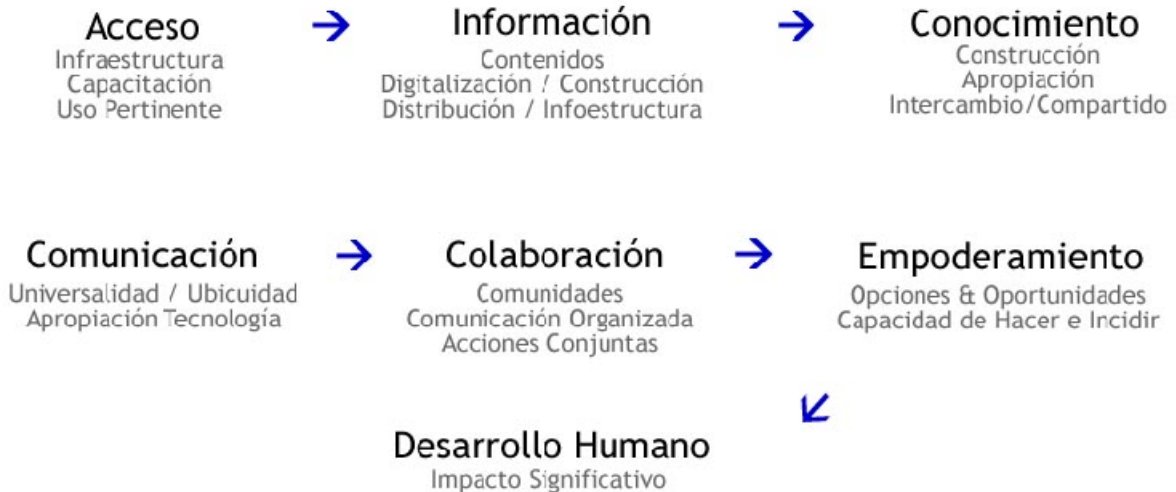 Acceso
Infraestructura
Capacitación
Uso Pertinente
Información
Contenidos
Digitalización / Construcción
Distribución / Infoestructura
Conocimiento
Construcción
Apropiación
Intercambio/Compartido
Comunicación
Universalidad / Ubicuidad
Apropiación Tecnología
Colaboración
Comunidades
Comunicación Organizada
Acciones Conjuntas
Empoderamiento
Opciones & Oportunidades
Capacidad de Hacer e Incidir
Desarrollo Humano
Impacto Significativo